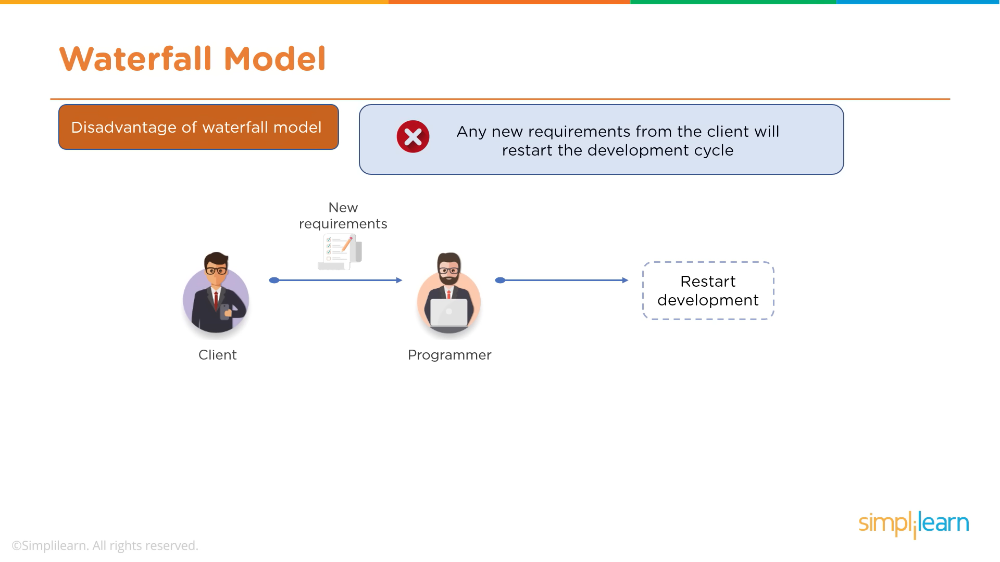 Waterfall Model
Disadvantage of waterfall model
Any new requirements from the client will
restart the development cycle
New
requirements
Restart
development
Client
Programmer
simplilearn
©Simplilearn. All rights reserved.